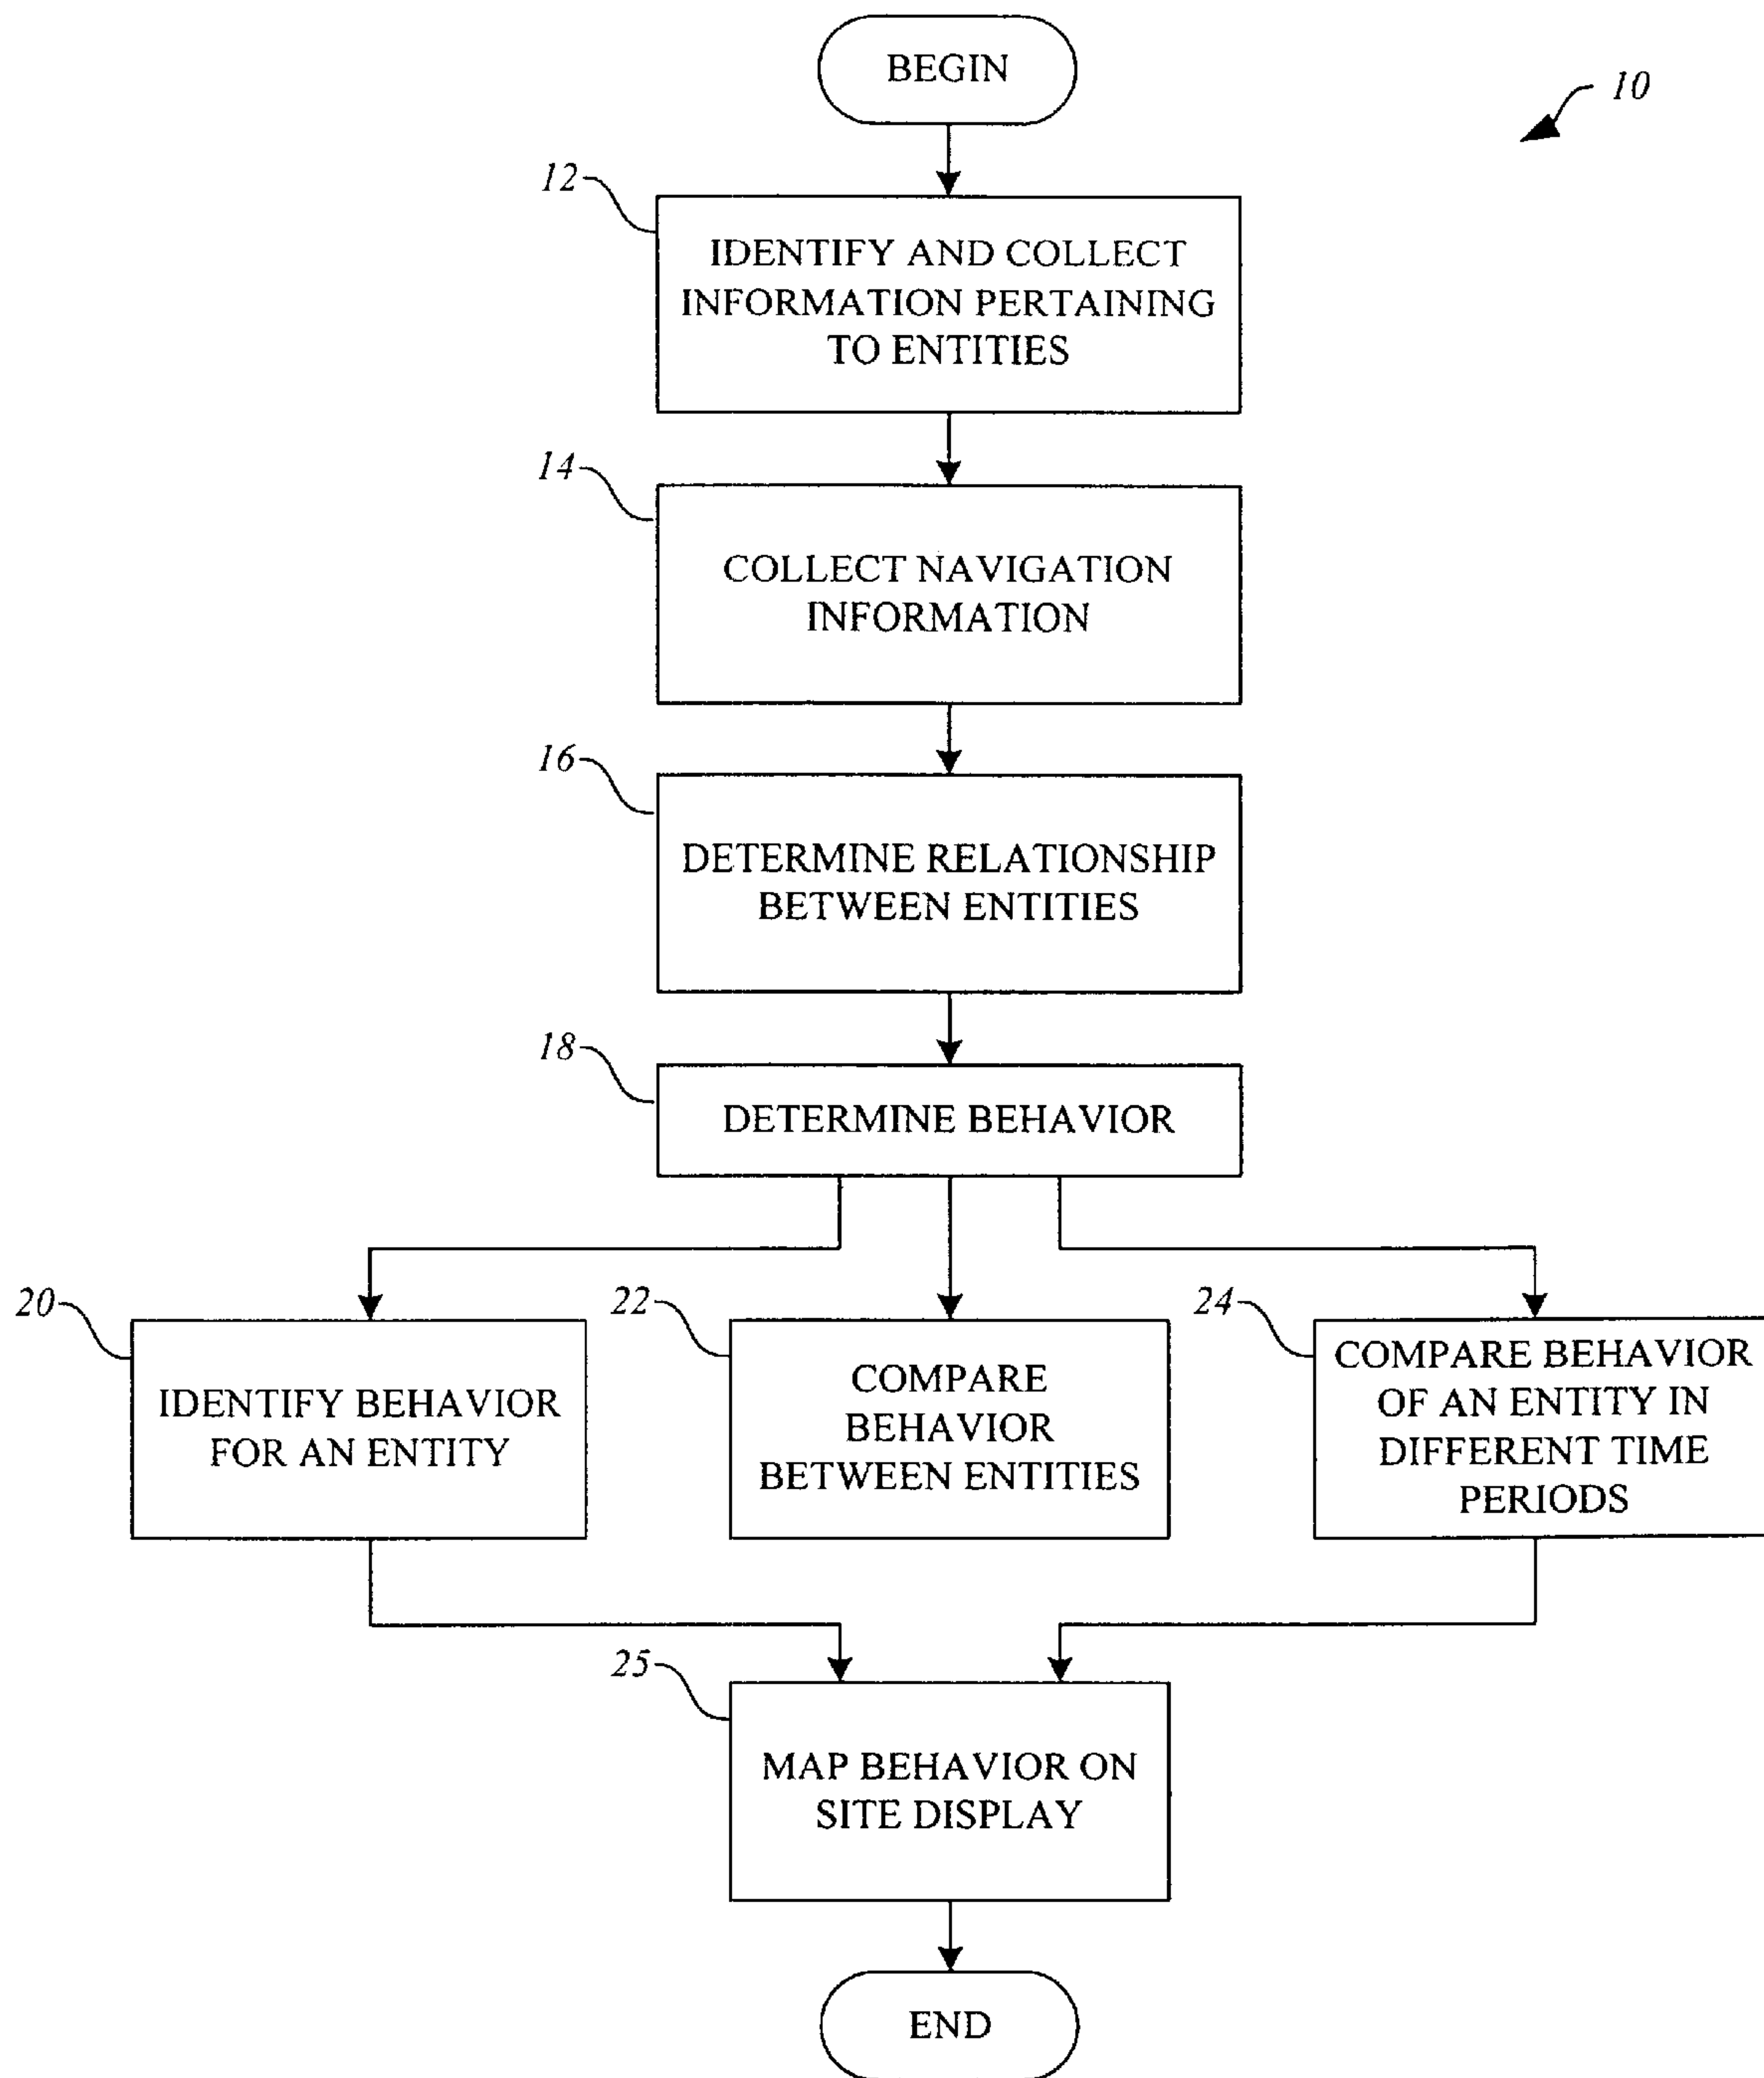 BEGIN
10
12
IDENTIFY AND COLLECT
INFORMATION PERTAINING
TO ENTITIES
14
COLLECT NAVIGATION
INFORMATION
16
DETERMINE RELATIONSHIP
BETWEEN ENTITIES
18
DETERMINE BEHAVIOR
20
IDENTIFY BEHAVIOR
FOR AN ENTITY
22
COMPARE
BEHAVIOR
BETWEEN ENTITIES
24
COMPARE BEHAVIOR
OF AN ENTITY IN
DIFFERENT TIME
PERIODS
25
MAP BEHAVIOR ON
SITE DISPLAY
END